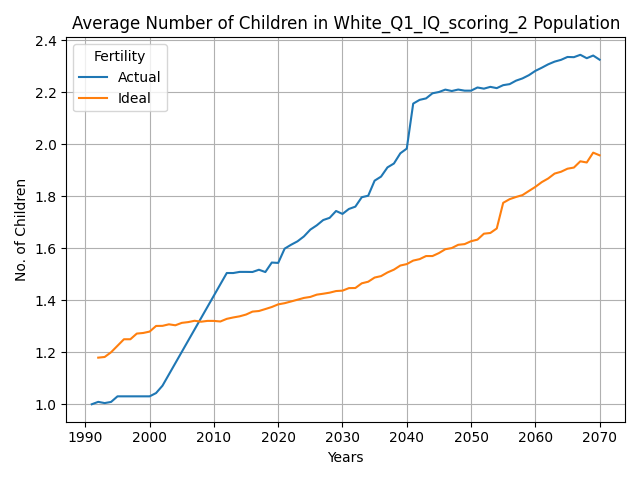 Average Number of Children in White_Q1_IQ_scoring_2 Population
Fertility
Actual
Ideal
No. of Children
2.4
2.2
2.0
1.8
1.6
1.4
1.2
1.0
1990 2000 2010 2020 2030 2040 2050 2060 2070
Years